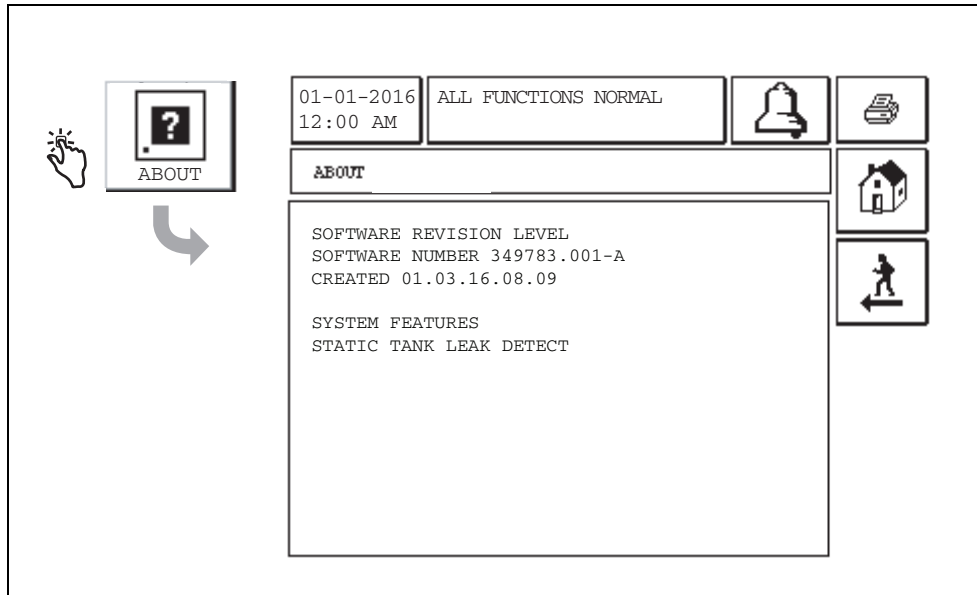 ?
ABOUT
01-01-2016
12:00 AM
ALL FUNCTIONS NORMAL
ABOUT
SOFTWARE REVISION LEVEL
SOFTWARE NUMBER 349783.001-A
CREATED 01.03.16.08.09
SYSTEM FEATURES
STATIC TANK LEAK DETECT